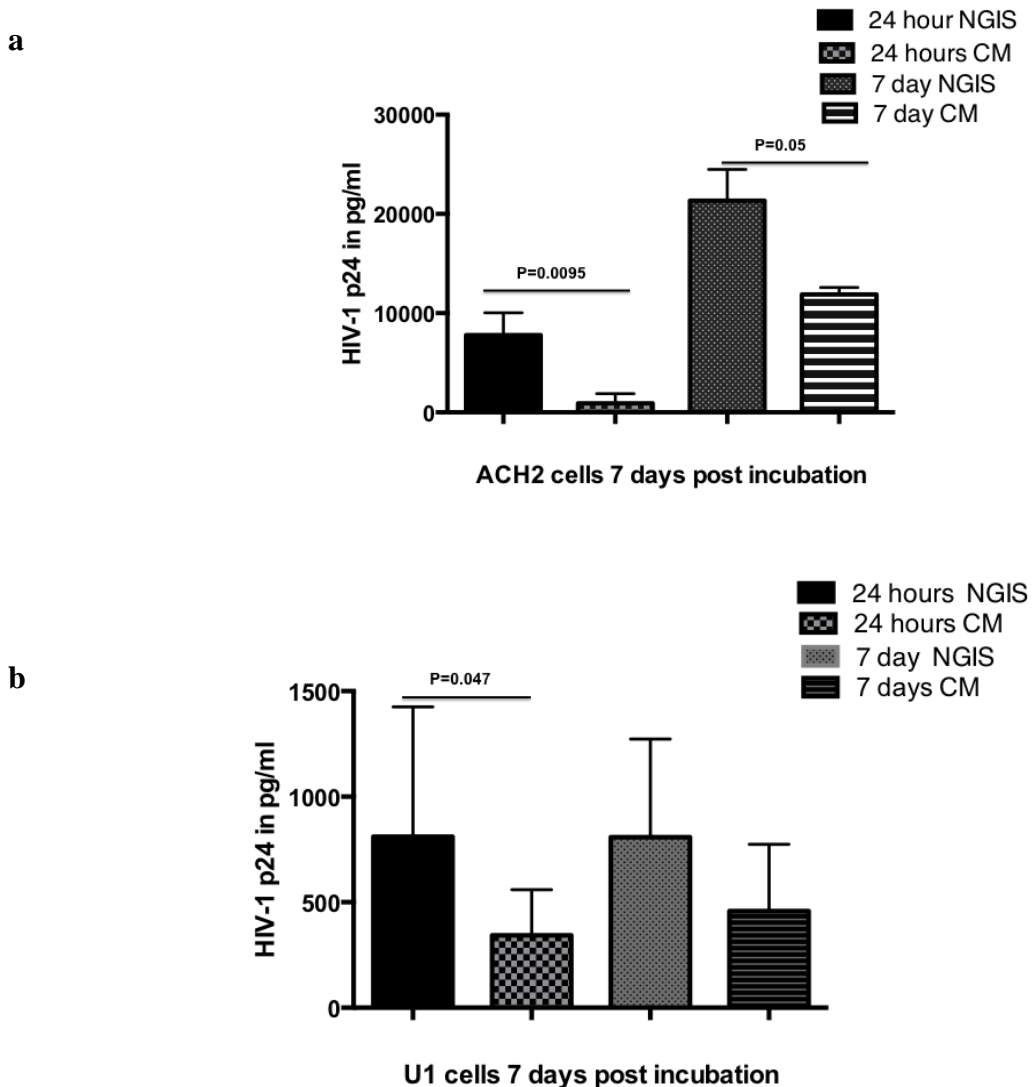 a
24 hour NGIS
24 hours CM
7 day NGIS
7 day CM
30000
20000
10000
0
HIV-1 p24 in pg/ml
P=0.0095
P=0.05
ACH2 cells 7 days post incubation
b
24 hours NGIS
24 hours CM
7 day NGIS
7 days CM
1500
1000
500
0
HIV-1 p24 in pg/ml
P=0.047
U1 cells 7 days post incubation